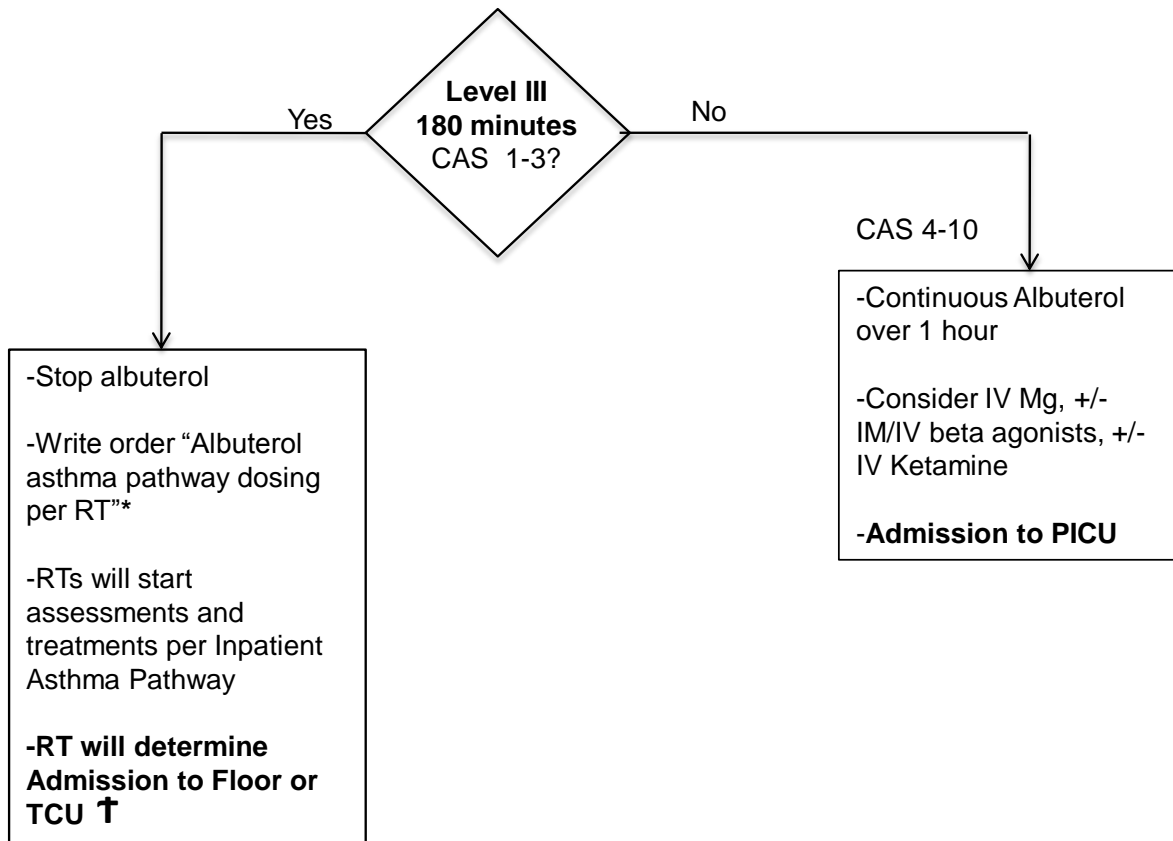 Level III
180 minutes
CAS 1-3?
Yes
No
CAS 4-10
-Stop albuterol
-Write order “Albuterol
asthma pathway dosing
per RT”*
-RTs will start
assessments and
treatments per Inpatient
Asthma Pathway
-RT will determine
Admission to Floor or
TCU †
-Continuous Albuterol
over 1 hour
-Consider IV Mg, +/-
IM/IV beta agonists, +/-
IV Ketamine
-Admission to PICU